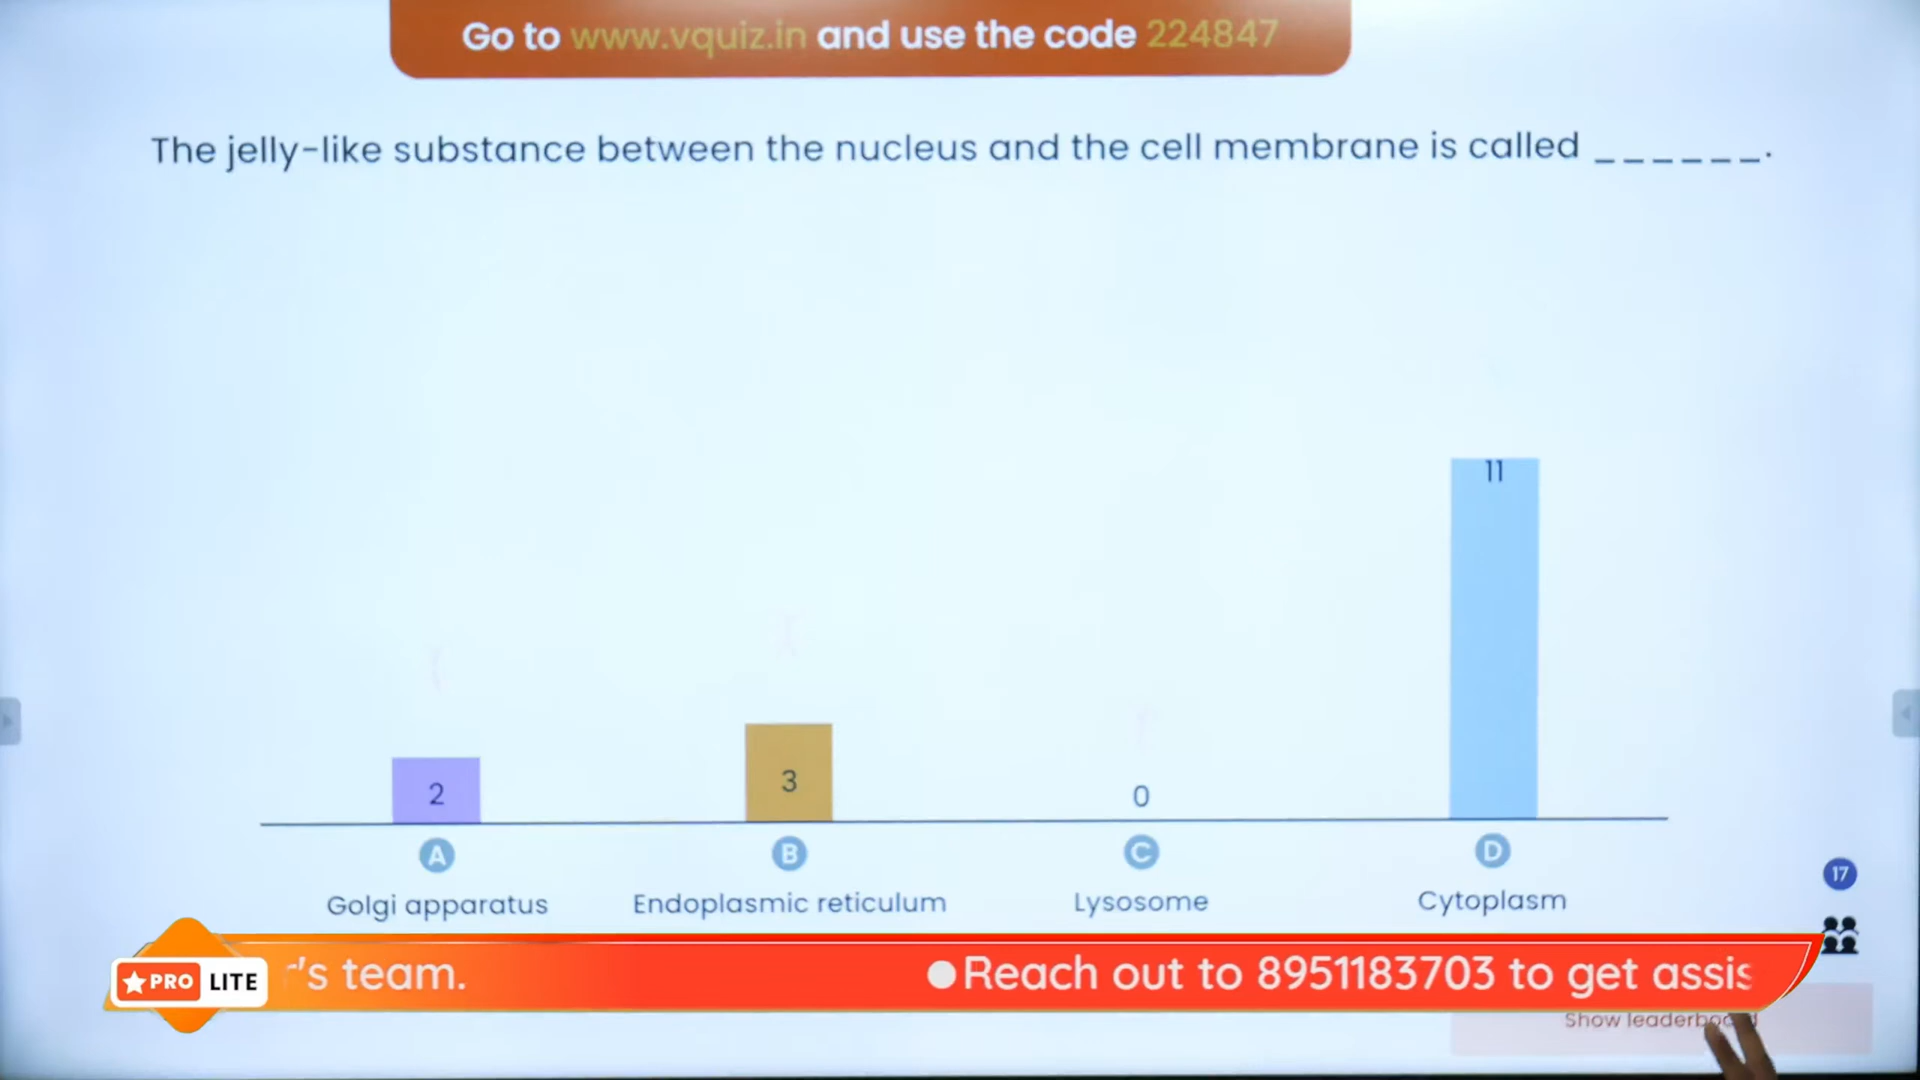 Go to www.vquiz.in and use the code 224847
The jelly-like substance between the nucleus and the cell membrane is called ______.
11
2
3
0
A
B
C
D
Golgi apparatus
Endoplasmic reticulum
Lysosome
Cytoplasm
17
PRO LITE
r's team.
Reach out to 8951183703 to get assis
Show leaderboard